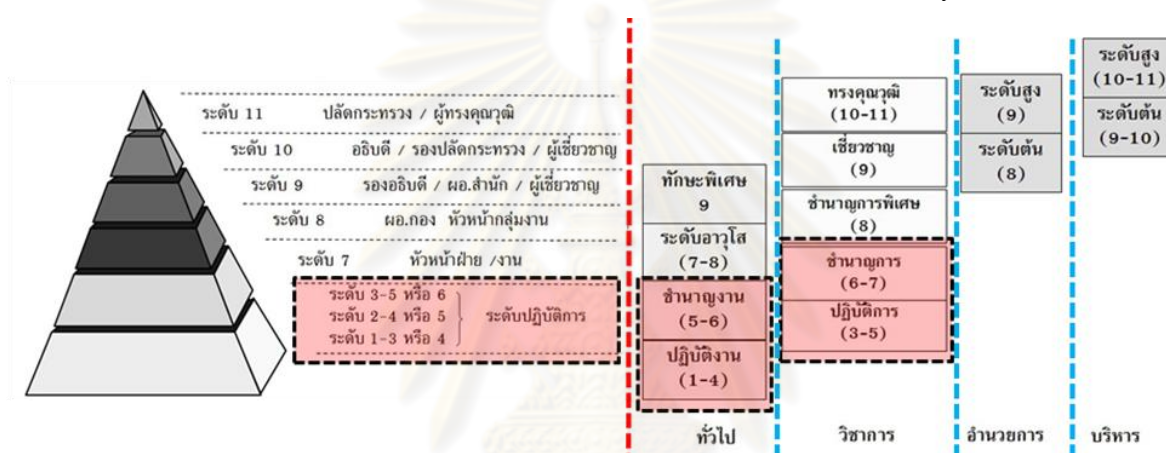 ระดับ 11 ปลัดกระทรวง / ผู้ทรงคุณวุฒิ
ระดับ 10 อธิบดี / รองปลัดกระทรวง / ผู้เชี่ยวชาญ
ระดับ 9 รองอธิบดี / ผอ.สำนัก / ผู้เชี่ยวชาญ
ระดับ 8 ผอ.กอง หัวหน้ากลุ่มงาน
ระดับ 7 หัวหน้าฝ่าย /งาน
ระดับ 3-5 หรือ 6
ระดับ 2-4 หรือ 5 ระดับปฏิบัติการ
ระดับ 1-3 หรือ 4
ทักษะพิเศษ
9
ระดับอาวุโส
(7-8)
ชำนาญงาน
(5-6)
ปฏิบัติงาน
(1-4)
ทั่วไป
ทรงคุณวุฒิ
(10-11)
เชี่ยวชาญ
(9)
ชำนาญการพิเศษ
(8)
ชำนาญการ
(6-7)
ปฏิบัติการ
(3-5)
วิชาการ
ระดับสูง
(9)
ระดับต้น
(8)
อำนวยการ
ระดับสูง
(10-11)
ระดับต้น
(9-10)
บริหาร